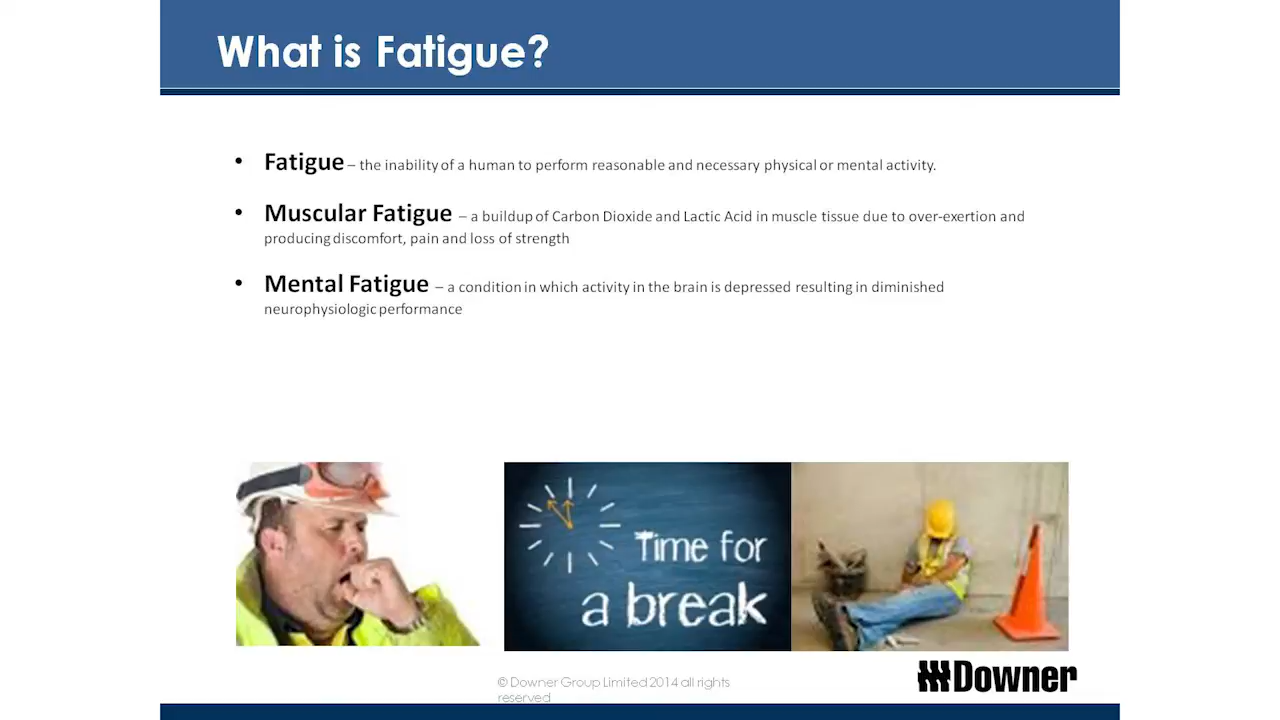 What is Fatigue?
• Fatigue – the inability of a human to perform reasonable and necessary physical or mental activity.
• Muscular Fatigue – a buildup of Carbon Dioxide and Lactic Acid in muscle tissue due to over-exertion and
producing discomfort, pain and loss of strength
• Mental Fatigue – a condition in which activity in the brain is depressed resulting in diminished
neurophysiologic performance
Time for
a break
© Downer Group Limited 2014 all rights
reserved
Downer